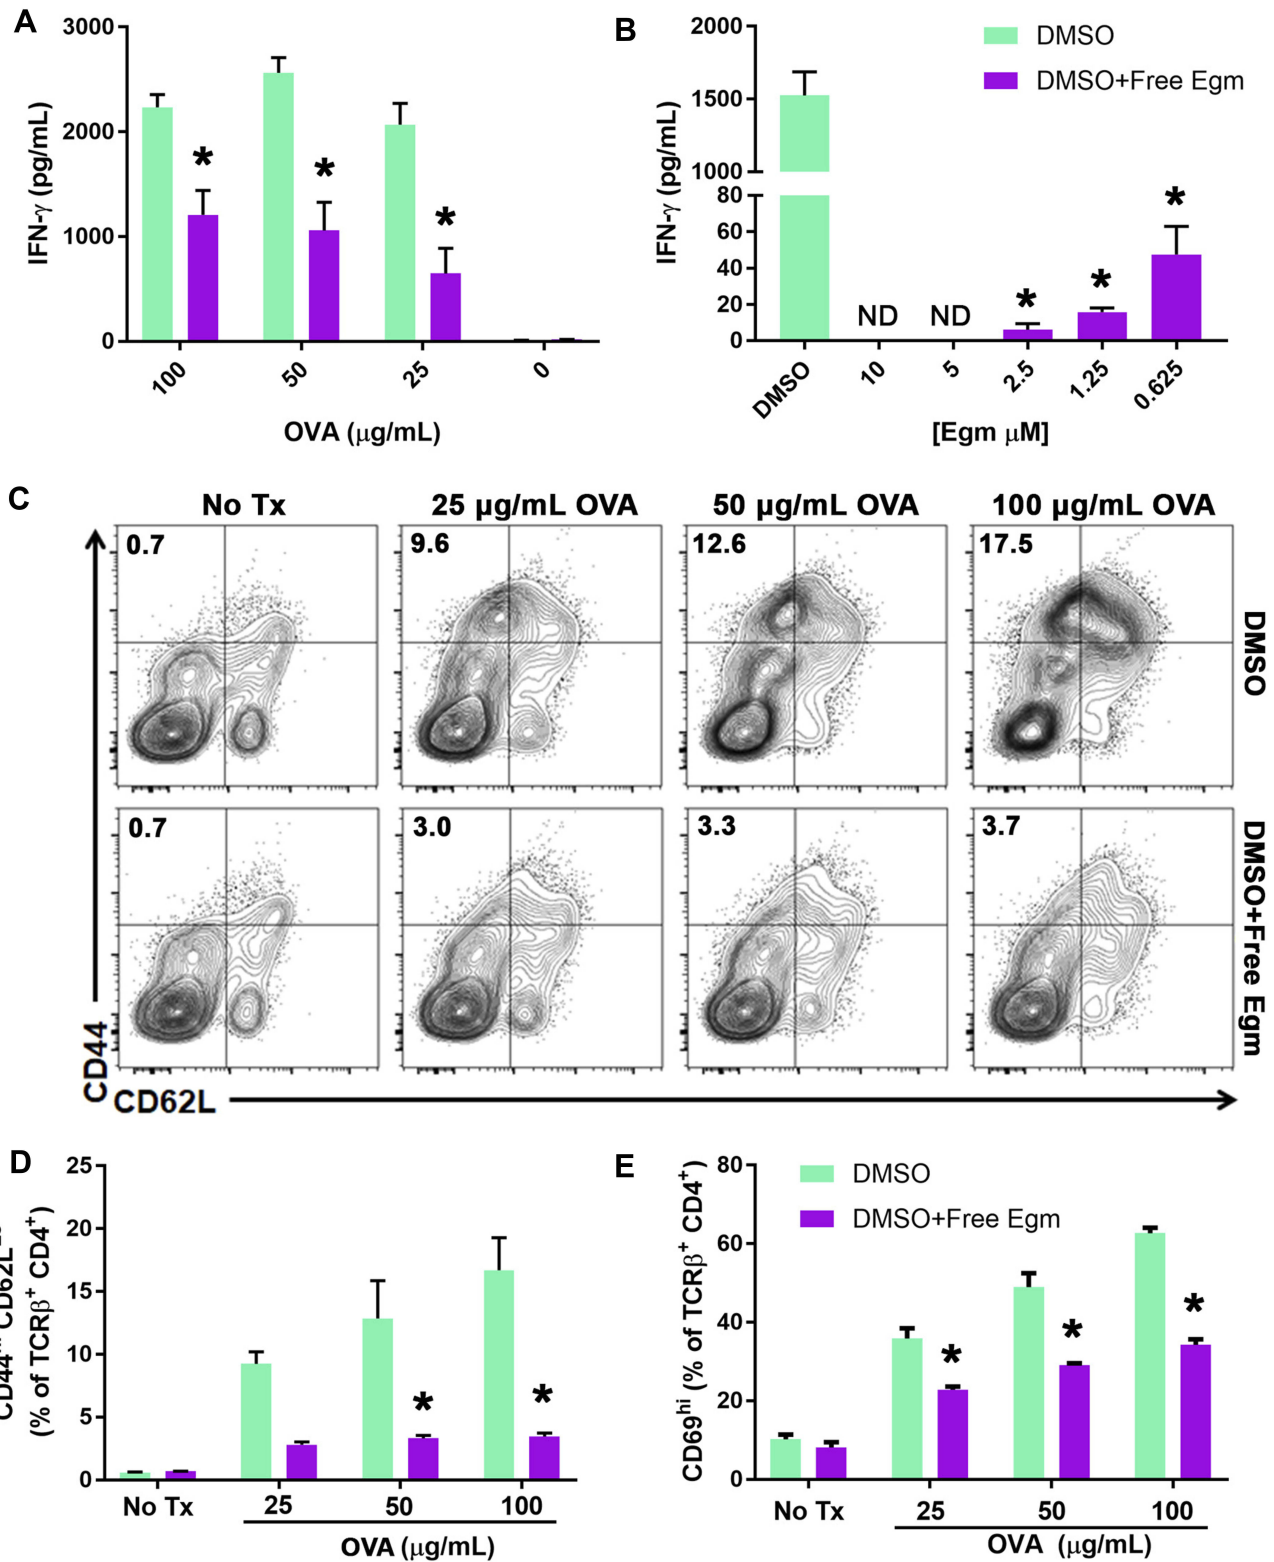 A
3000
2000
1000
0
IFN-γ (pg/mL)
*
*
*
100
50
25
0
OVA (μg/mL)
B
2000
1500
1000
80
60
40
20
0
IFN-γ (pg/mL)
DMSO
DMSO+Free Egm
ND
ND
*
*
*
DMSO
10
5
2.5
1.25
0.625
[Egm μM]
C
No Tx
25 μg/mL OVA
50 μg/mL OVA
100 μg/mL OVA
0.7
9.6
12.6
17.5
DMSO
0.7
3.0
3.3
3.7
DMSO+Free Egm
CD44
CD62L
D
25
20
15
10
5
0
CD62L
(% of TCRβ+ CD4+)
*
*
No Tx
25
50
100
OVA (μg/mL)
E
80
60
40
20
0
CD69hi (% of TCRβ+ CD4+)
DMSO
DMSO+Free Egm
*
*
*
No Tx
25
50
100
OVA (μg/mL)